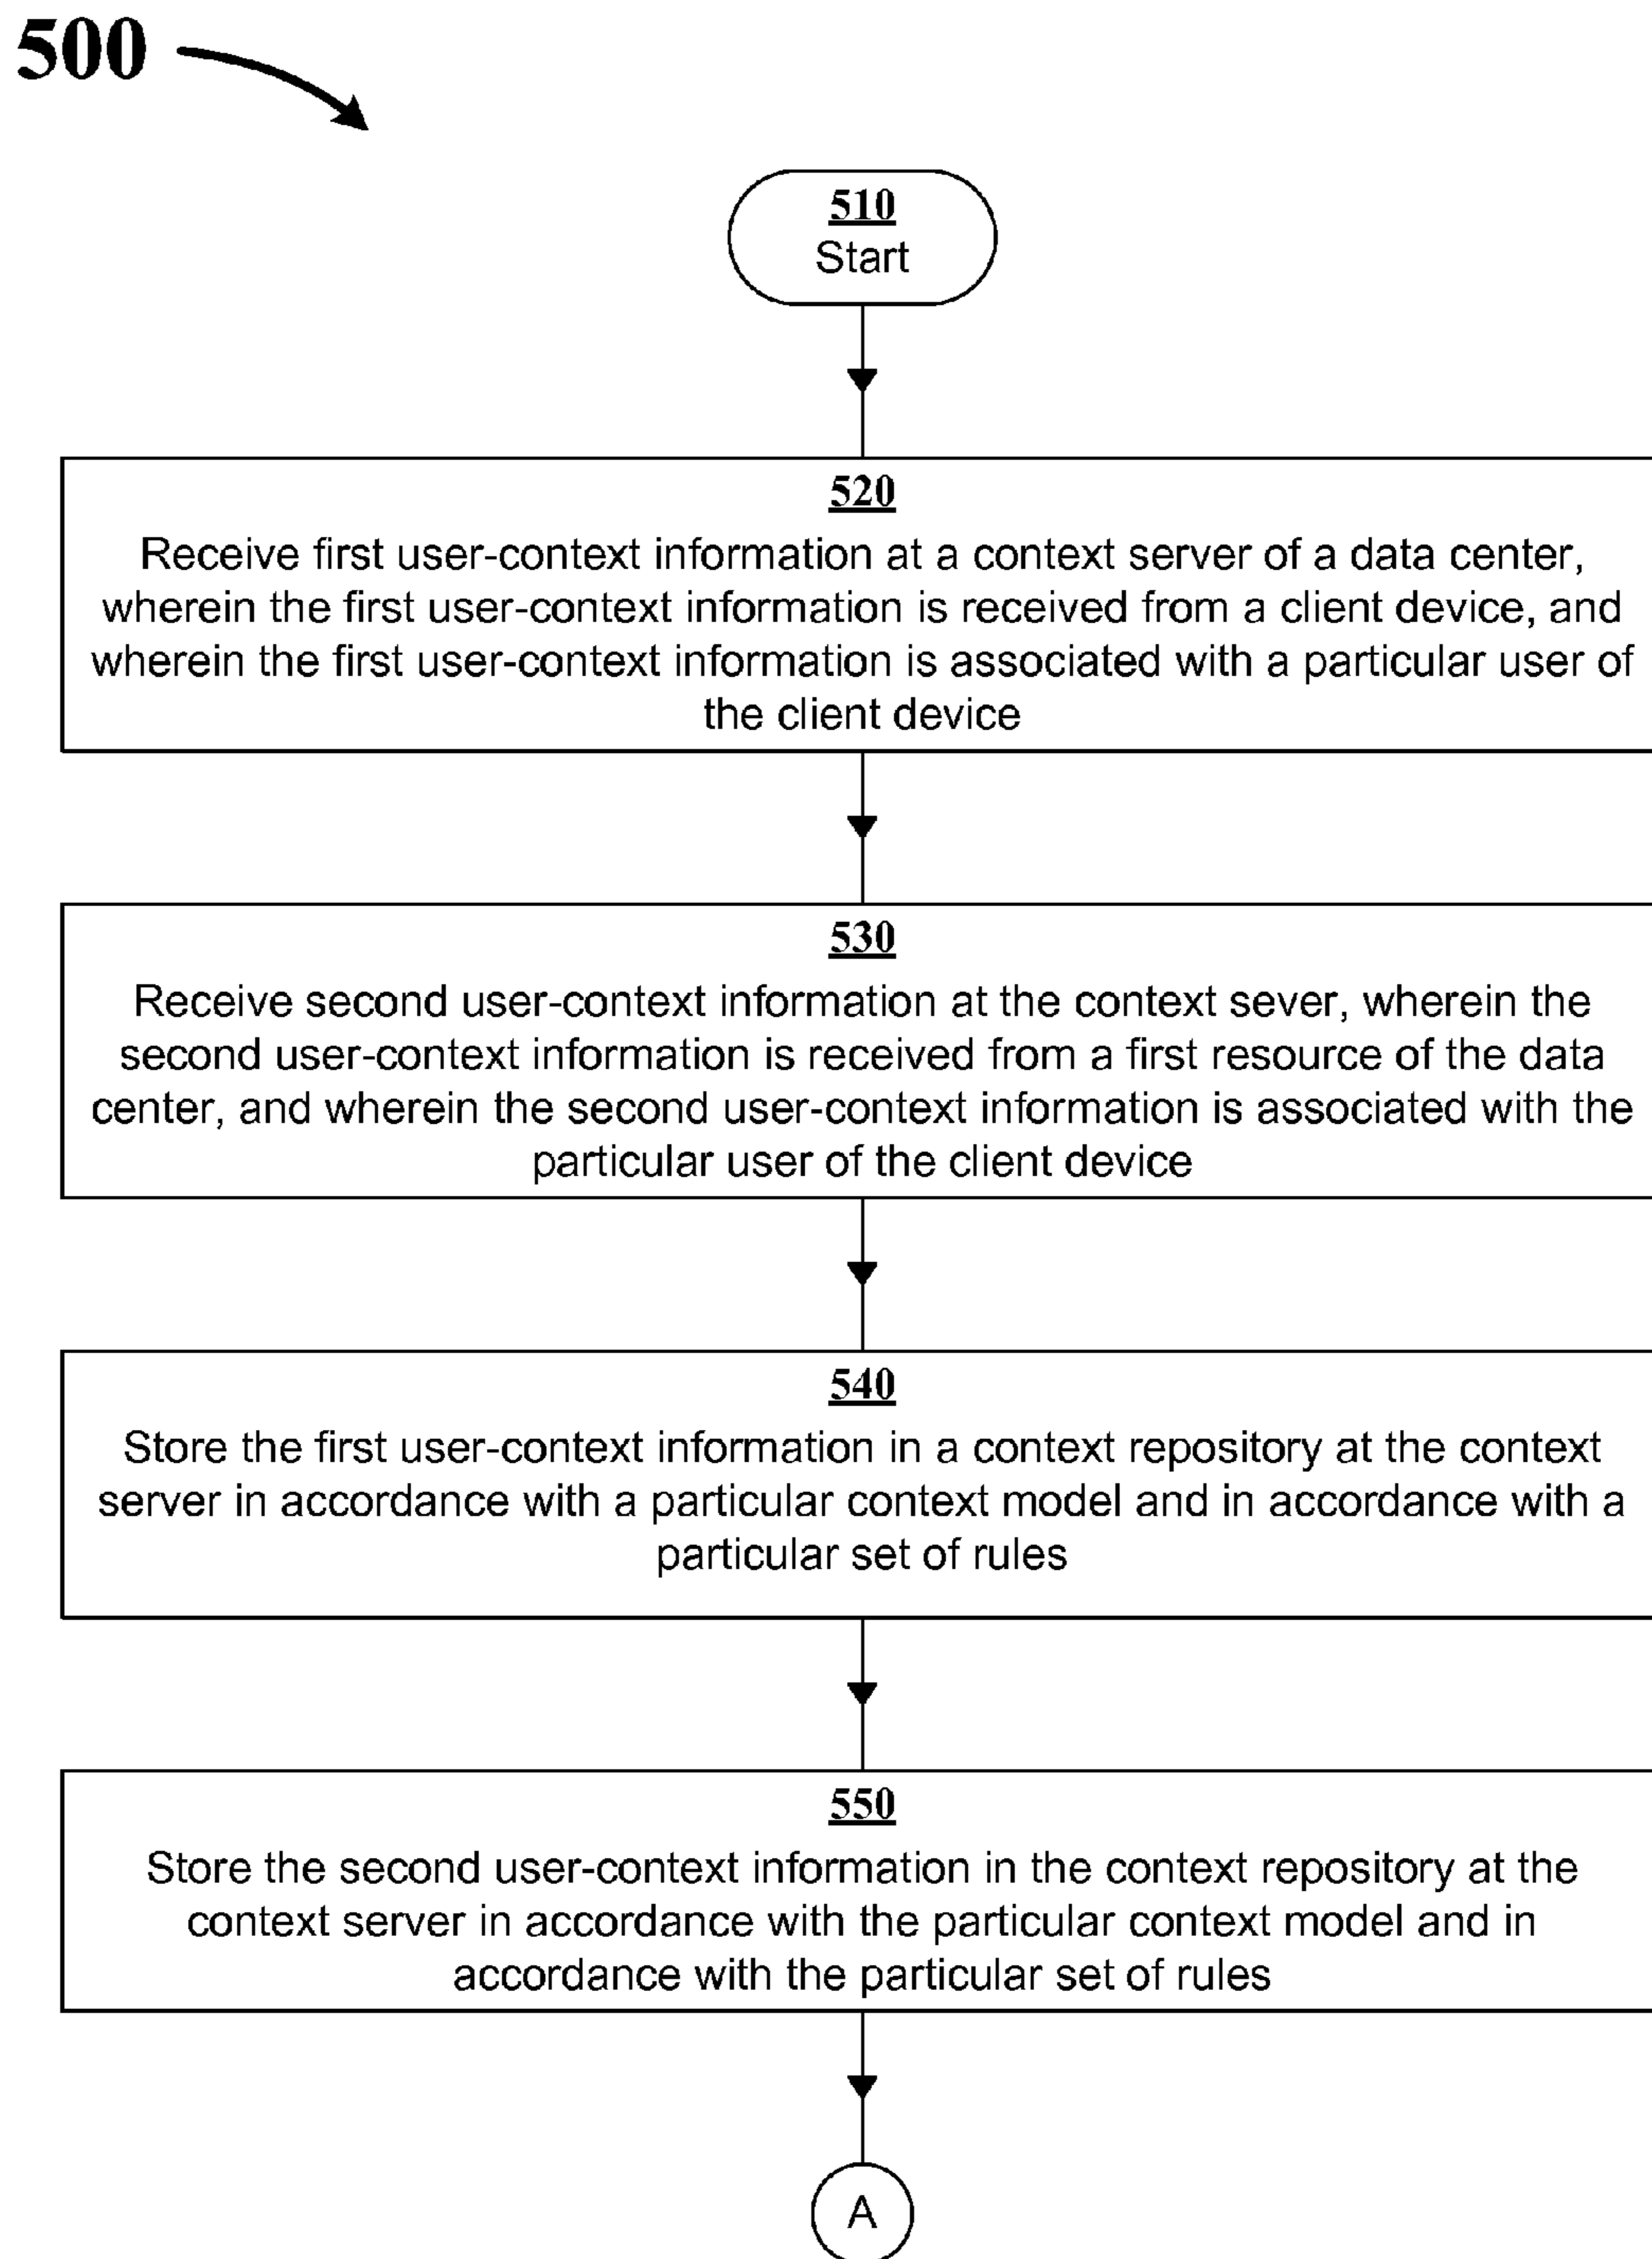 500
510
Start
520
Receive first user-context information at a context server of a data center,
wherein the first user-context information is received from a client device, and
wherein the first user-context information is associated with a particular user of
the client device
530
Receive second user-context information at the context sever, wherein the
second user-context information is received from a first resource of the data
center, and wherein the second user-context information is associated with the
particular user of the client device
540
Store the first user-context information in a context repository at the context
server in accordance with a particular context model and in accordance with a
particular set of rules
550
Store the second user-context information in the context repository at the
context server in accordance with the particular context model and in
accordance with the particular set of rules
A